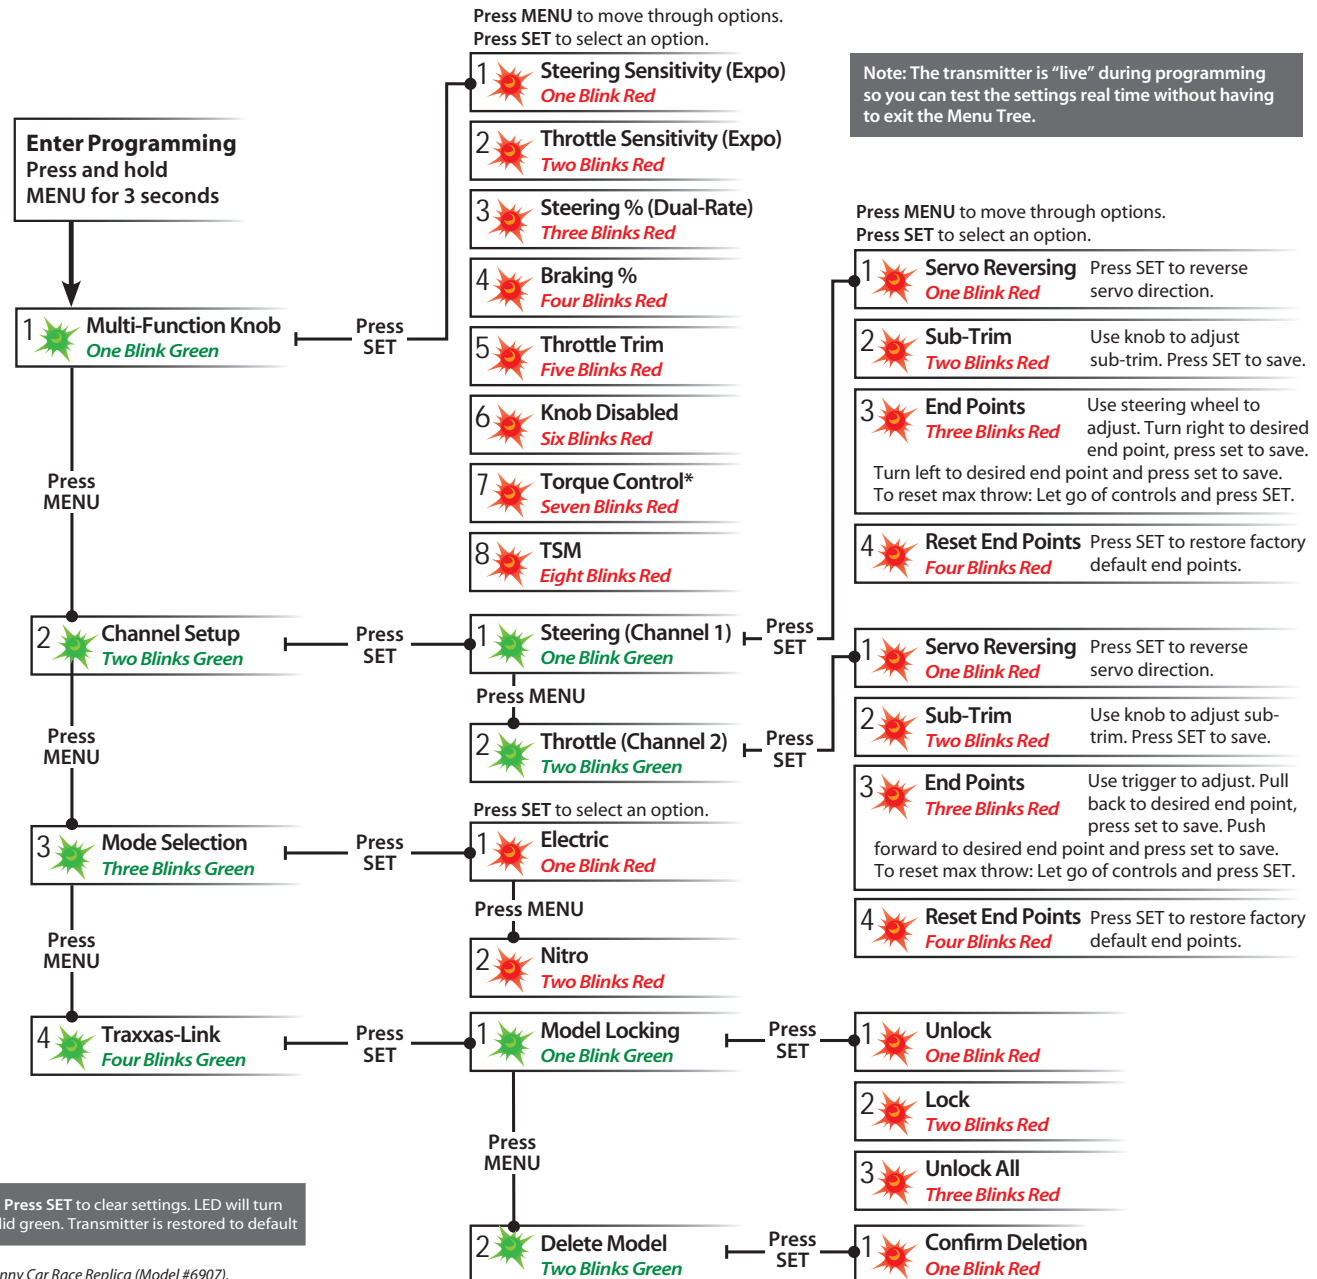 Press MENU to move through options.
Press SET to select an option.
Note: The transmitter is “live” during programming
so you can test the settings real time without having
to exit the Menu Tree.
Enter Programming
Press and hold
MENU for 3 seconds
1 Multi-Function Knob
One Blink Green
Press
SET
1 Steering Sensitivity (Expo)
One Blink Red
2 Throttle Sensitivity (Expo)
Two Blinks Red
3 Steering % (Dual-Rate)
Three Blinks Red
4 Braking %
Four Blinks Red
5 Throttle Trim
Five Blinks Red
6 Knob Disabled
Six Blinks Red
7 Torque Control*
Seven Blinks Red
8 TSM
Eight Blinks Red
Press
MENU
2 Channel Setup
Two Blinks Green
Press
SET
1 Steering (Channel 1)
One Blink Green
Press
SET
Press MENU
2 Throttle (Channel 2)
Two Blinks Green
Press
SET
Press MENU to move through options.
Press SET to select an option.
1 Servo Reversing
One Blink Red
Press SET to reverse
servo direction.
2 Sub-Trim
Two Blinks Red
Use knob to adjust
sub-trim. Press SET to save.
3 End Points
Three Blinks Red
Use steering wheel to
adjust. Turn right to desired
end point, press set to save.
Turn left to desired end point and press set to save.
To reset max throw: Let go of controls and press SET.
4 Reset End Points
Four Blinks Red
Press SET to restore factory
default end points.
1 Servo Reversing
One Blink Red
Press SET to reverse
servo direction.
2 Sub-Trim
Two Blinks Red
Use knob to adjust sub-
trim. Press SET to save.
3 End Points
Three Blinks Red
Use trigger to adjust. Pull
back to desired end point,
press set to save. Push
forward to desired end point and press set to save.
To reset max throw: Let go of controls and press SET.
4 Reset End Points
Four Blinks Red
Press SET to restore factory
default end points.
Press
MENU
3 Mode Selection
Three Blinks Green
Press
SET
Press SET to select an option.
1 Electric
One Blink Red
Press MENU
2 Nitro
Two Blinks Red
Press
MENU
4 Traxxas-Link
Four Blinks Green
Press
SET
1 Model Locking
One Blink Green
Press
SET
1 Unlock
One Blink Red
2 Lock
Two Blinks Red
3 Unlock All
Three Blinks Red
Press
MENU
2 Delete Model
Two Blinks Green
Press
SET
1 Confirm Deletion
One Blink Red
Press SET to clear settings. LED will turn
lid green. Transmitter is restored to default
nny Car Race Replica (Model #6907).